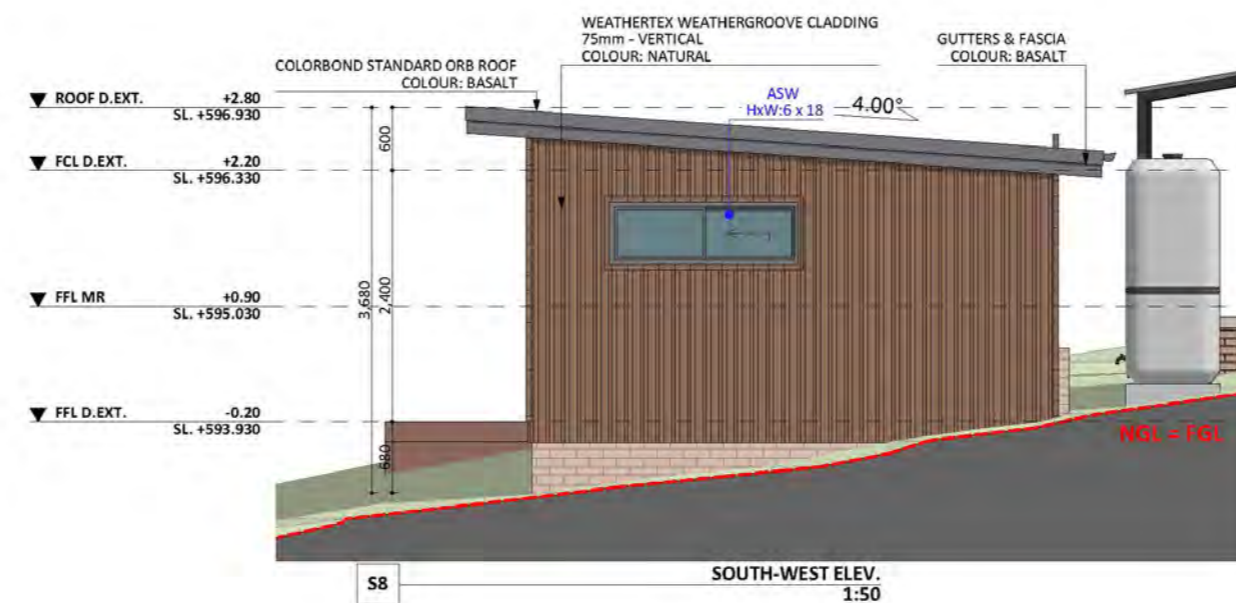 WEATHERTEX WEATHERGROOVE CLADDING
75mm - VERTICAL
COLOUR: NATURAL
GUTTERS & FASCIA
COLOUR: BASALT
COLORBOND STANDARD ORB ROOF
COLOUR: BASALT
ASW
HxW:6 x 18
4.00°
ROOF D.EXT. +2.80
SL. +596.930
600
FCL D.EXT. +2.20
SL. +596.330
3,680
2,400
FFL MR +0.90
SL. +595.030
FFL D.EXT. -0.20
SL. +593.930
680
NGL = FGL
S8
SOUTH-WEST ELEV.
1:50